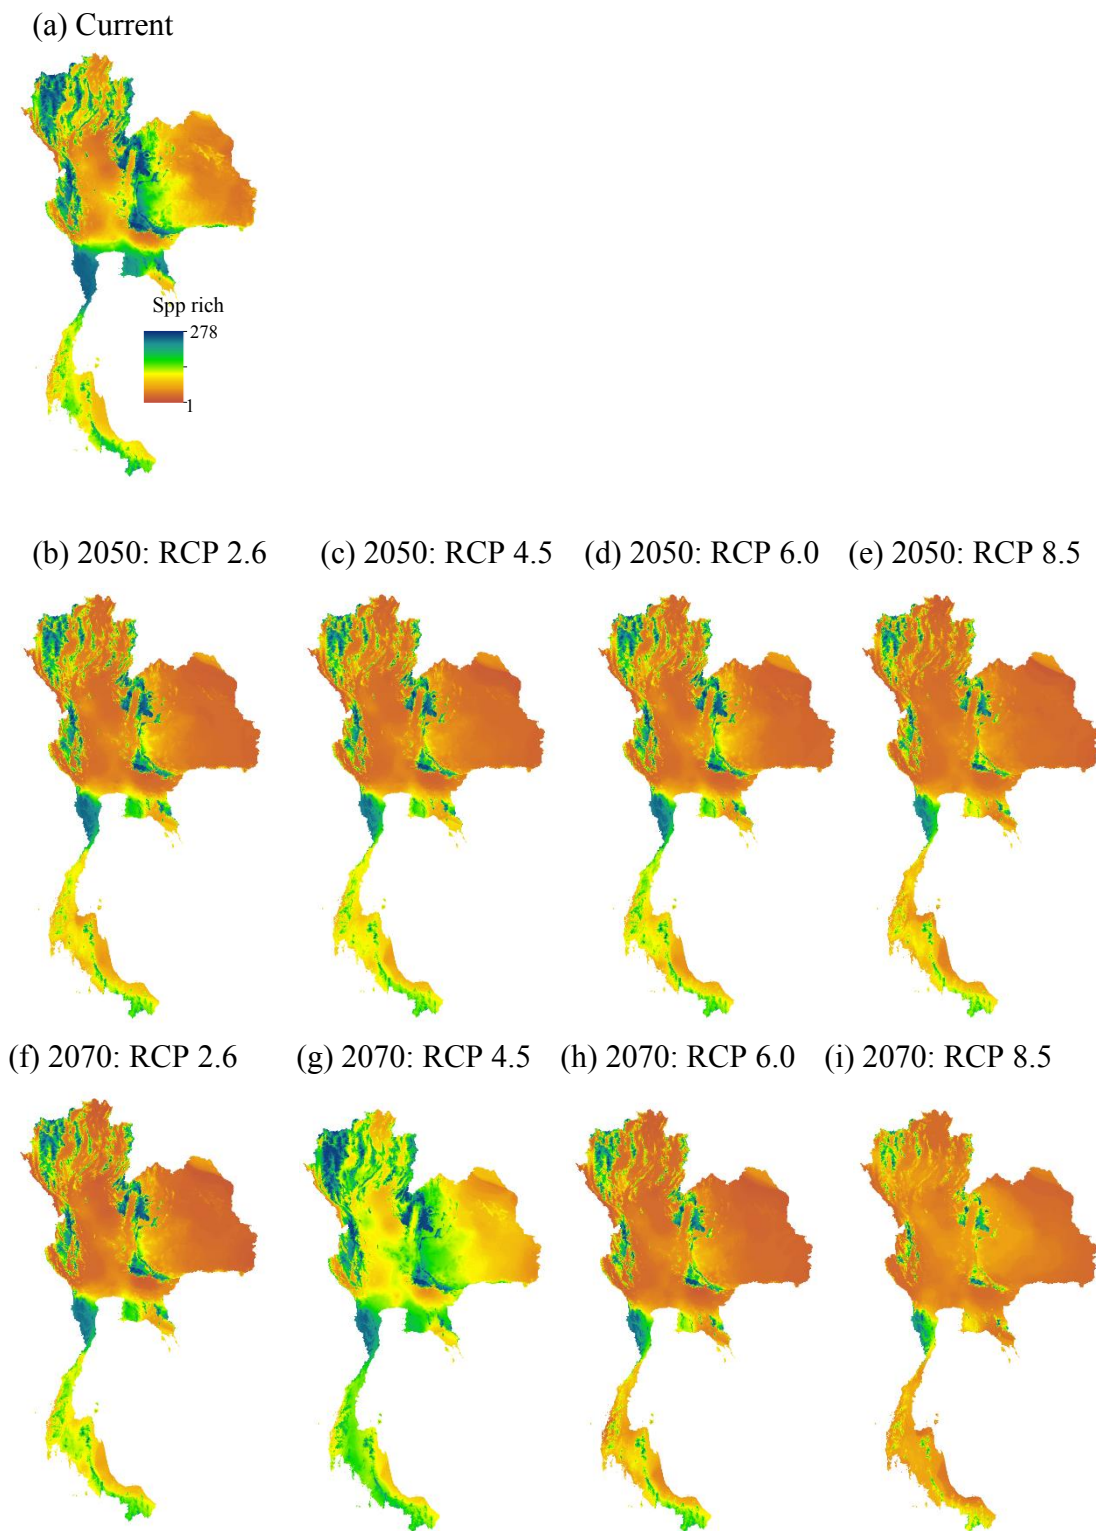 (a) Current
Spp rich
278
1
(b) 2050: RCP 2.6
(c) 2050: RCP 4.5
(d) 2050: RCP 6.0
(e) 2050: RCP 8.5
(f) 2070: RCP 2.6
(g) 2070: RCP 4.5
(h) 2070: RCP 6.0
(i) 2070: RCP 8.5